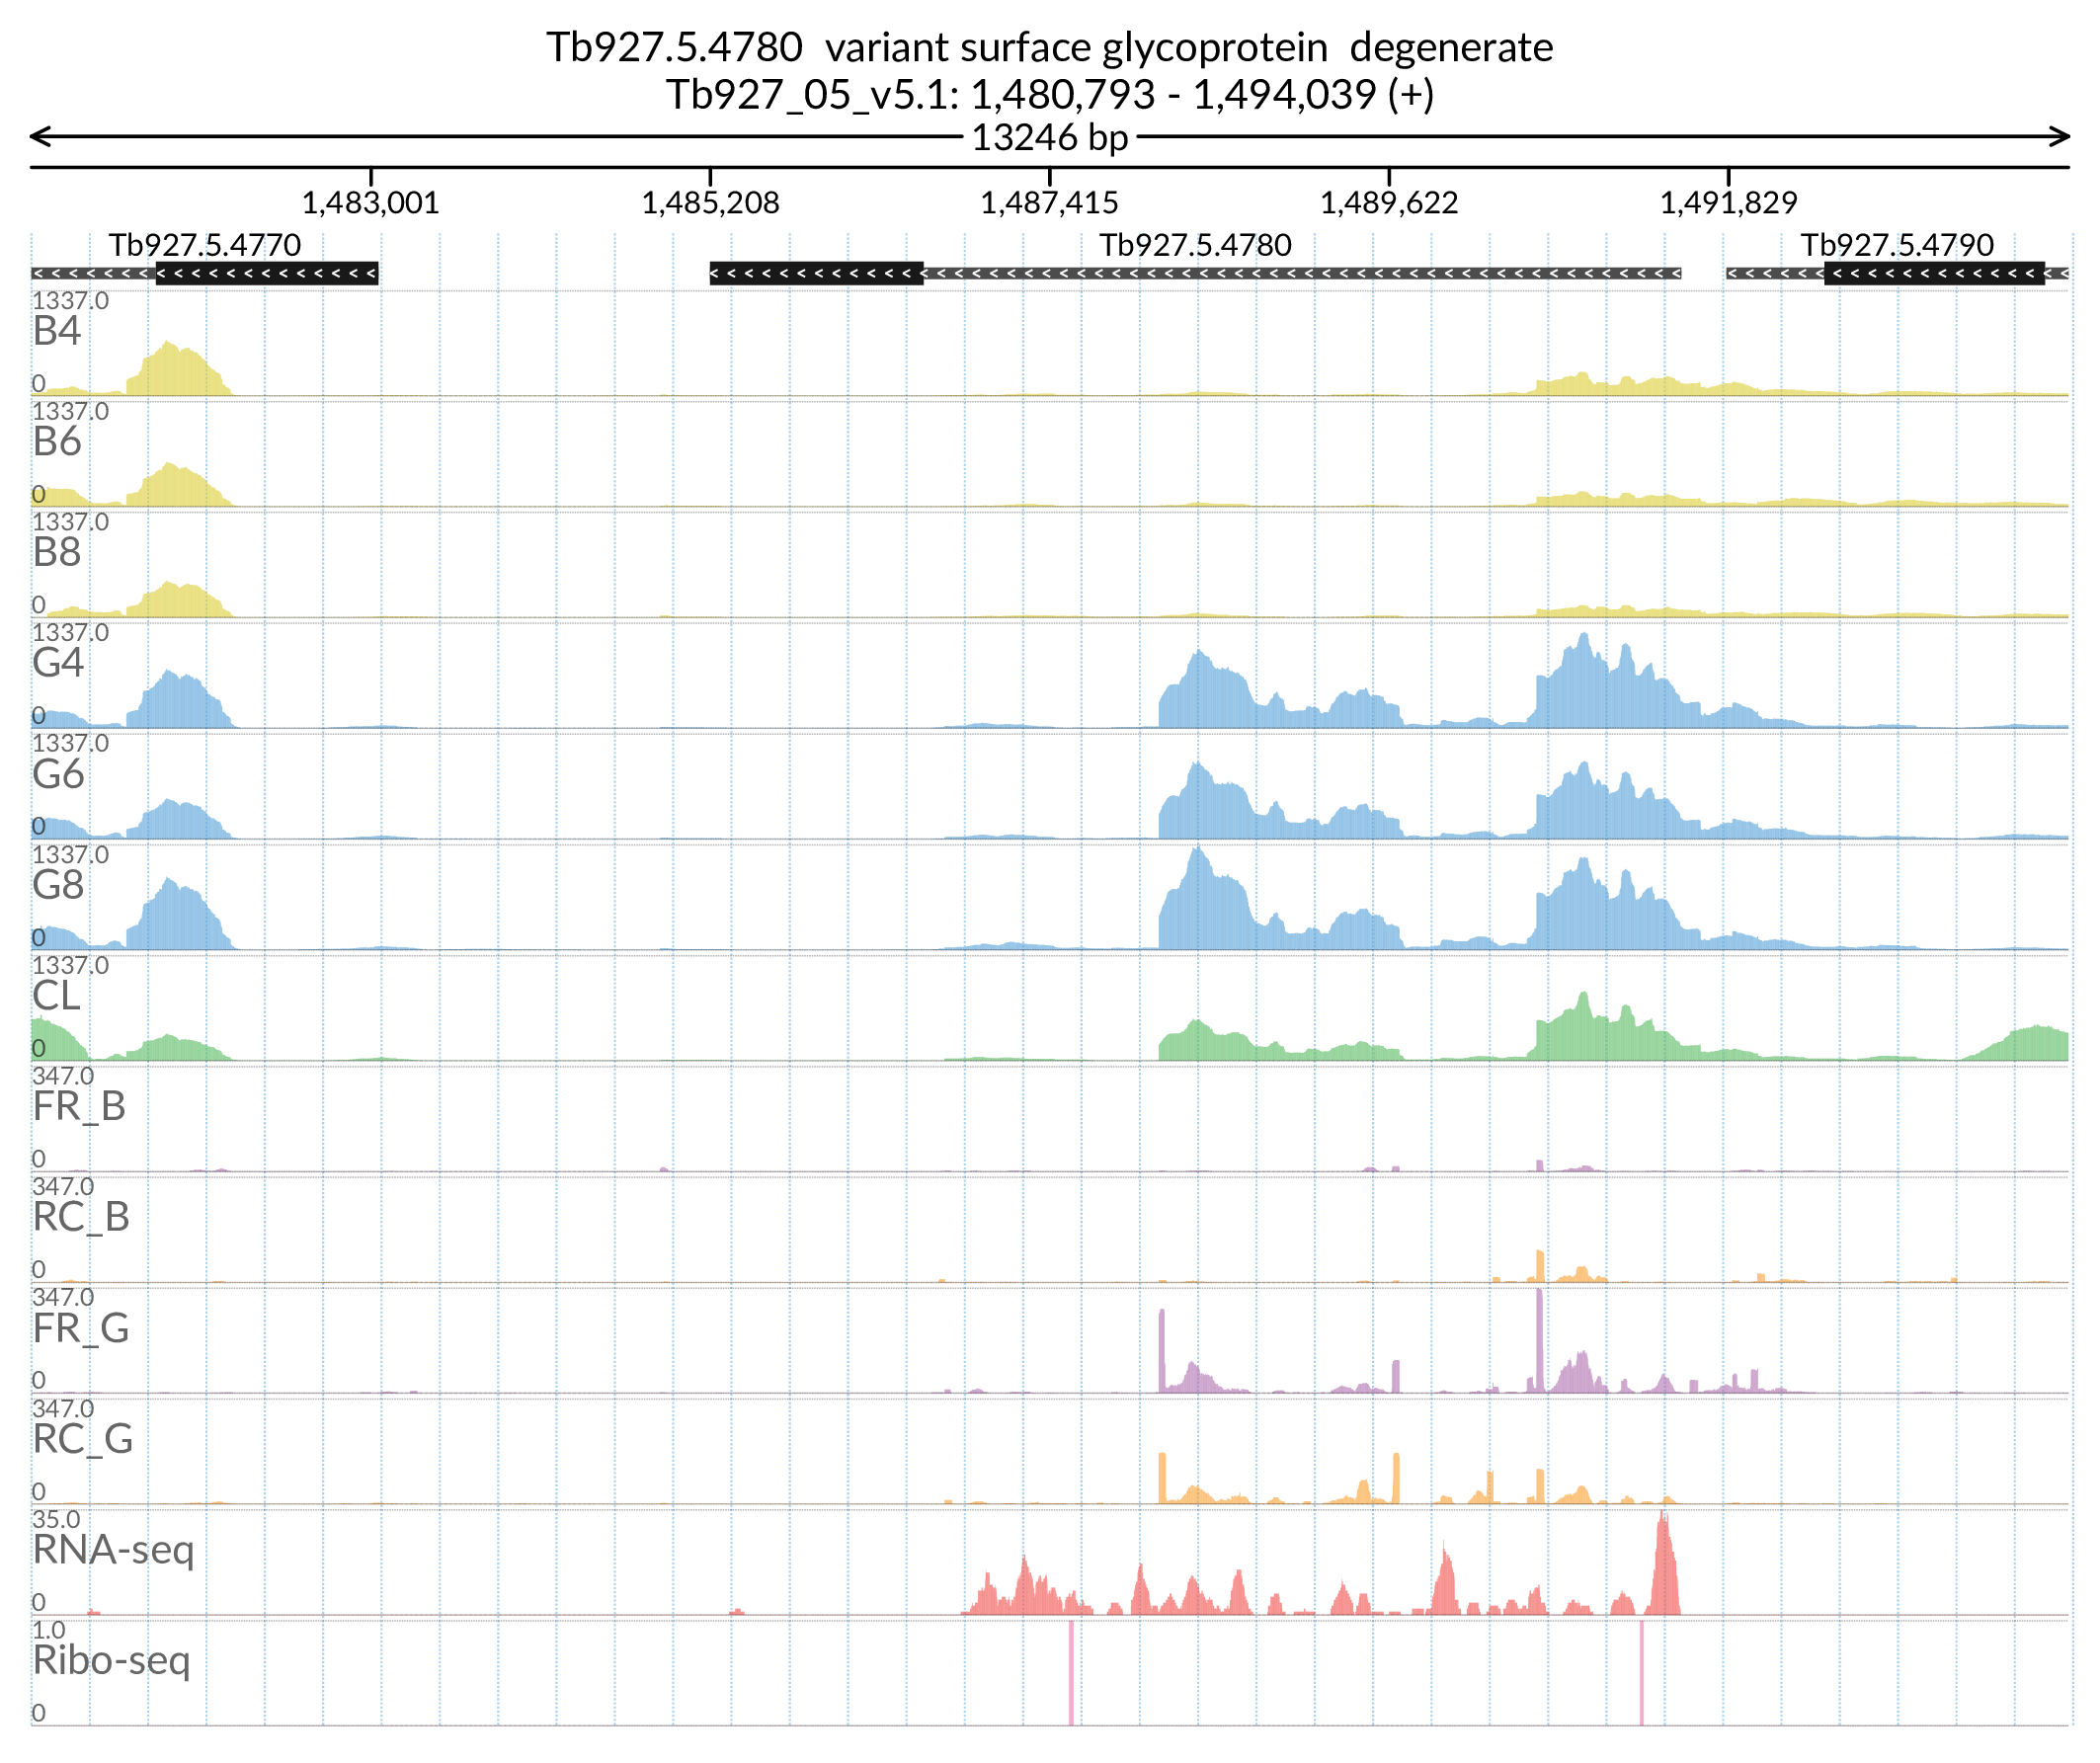 Tb927.5.4780 variant surface glycoprotein degenerate
Tb927_05_v5.1: 1,480,793 - 1,494,039 (+)
13246 bp
1,483,001 1,485,208 1,487,415 1,489,622 1,491,829
Tb927.5.4770 Tb927.5.4780 Tb927.5.4790
1337.0
B4
0
1337.0
B6
0
1337.0
B8
0
1337.0
G4
0
1337.0
G6
0
1337.0
G8
0
1337.0
CL
0
347.0
FR_B
0
347.0
RC_B
0
347.0
FR_G
0
347.0
RC_G
0
35.0
RNA-seq
0
1.0
Ribo-seq
0